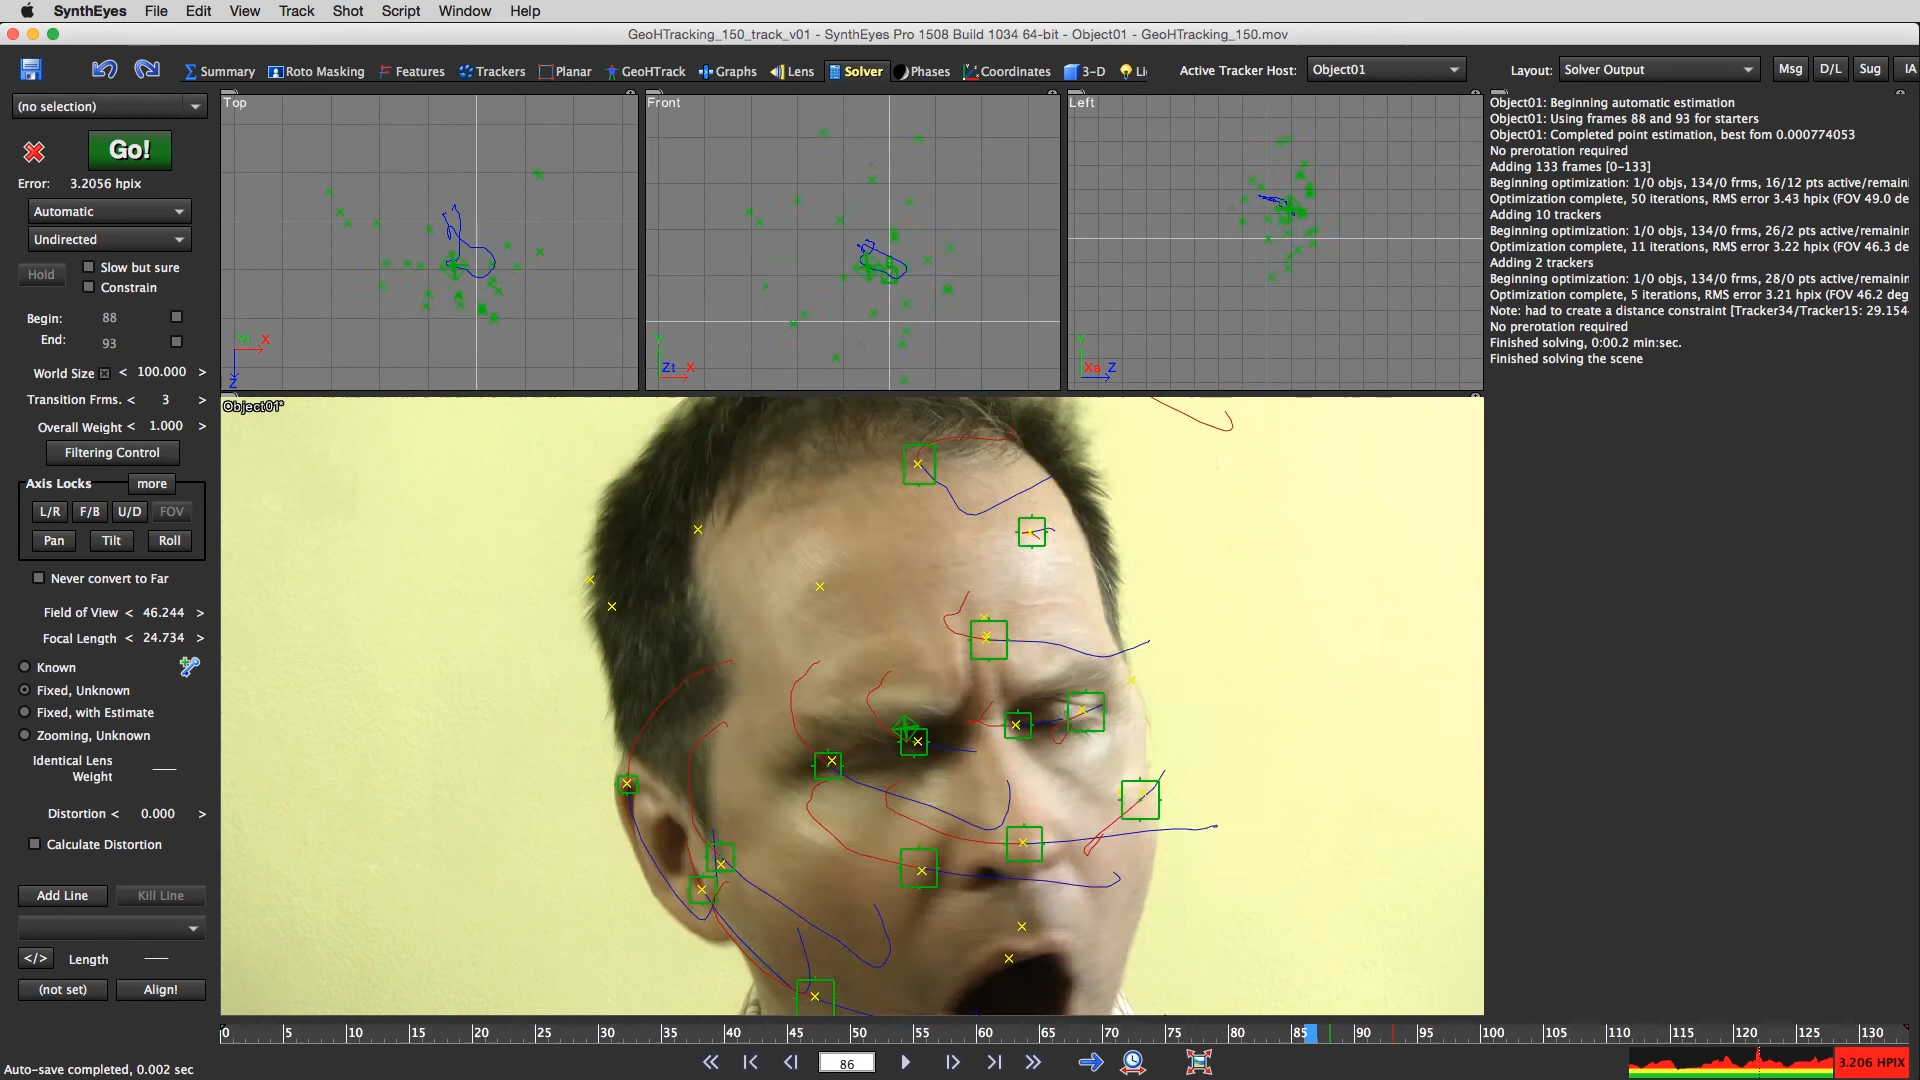 SynthEyes File Edit View Track Shot Script Window Help
GeoHTracking_150_track_v01 - SynthEyes Pro 1508 Build 1034 64-bit - Object01 - GeoHTracking_150.mov
Summary Roto Masking Features Trackers Planar GeoHTrack Graphs Lens Solver Phases Coordinates 3-D Li Active Tracker Host: Object01 Layout: Solver Output Msg D/L Sug IA
(no selection)
Go!
Error: 3.2056 hpix
Automatic
Undirected
Hold
Slow but sure
Constrain
Begin: 88
End: 93
World Size < 100.000 >
Transition Frms. < 3 >
Overall Weight < 1.000 >
Filtering Control
Axis Locks more
L/R F/B U/D FOV
Pan Tilt Roll
Never convert to Far
Field of View < 46.244 >
Focal Length < 24.734 >
Known
Fixed, Unknown
Fixed, with Estimate
Zooming, Unknown
Identical Lens
Weight
Distortion < 0.000 >
Calculate Distortion
Add Line Kill Line
</> Length
(not set) Align!
Auto-save completed, 0.002 sec
Top
X
Z
Front
Y
Zt X
Left
Y
Xa Z
Object01*
Object01: Beginning automatic estimation
Object01: Using frames 88 and 93 for starters
Object01: Completed point estimation, best fom 0.000774053
No prerotation required
Adding 133 frames [0-133]
Beginning optimization: 1/0 objs, 134/0 frms, 16/12 pts active/remainin
Optimization complete, 50 iterations, RMS error 3.43 hpix (FOV 49.0 de
Adding 10 trackers
Beginning optimization: 1/0 objs, 134/0 frms, 26/2 pts active/remainin
Optimization complete, 11 iterations, RMS error 3.22 hpix (FOV 46.3 de
Adding 2 trackers
Beginning optimization: 1/0 objs, 134/0 frms, 28/0 pts active/remainin
Optimization complete, 5 iterations, RMS error 3.21 hpix (FOV 46.2 deg
Note: had to create a distance constraint [Tracker34/Tracker15: 29.154
No prerotation required
Finished solving, 0:00.2 min:sec.
Finished solving the scene
0 5 10 15 20 25 30 35 40 45 50 55 60 65 70 75 80 85 90 95 100 105 110 115 120 125 130
86
3.206 HPIX